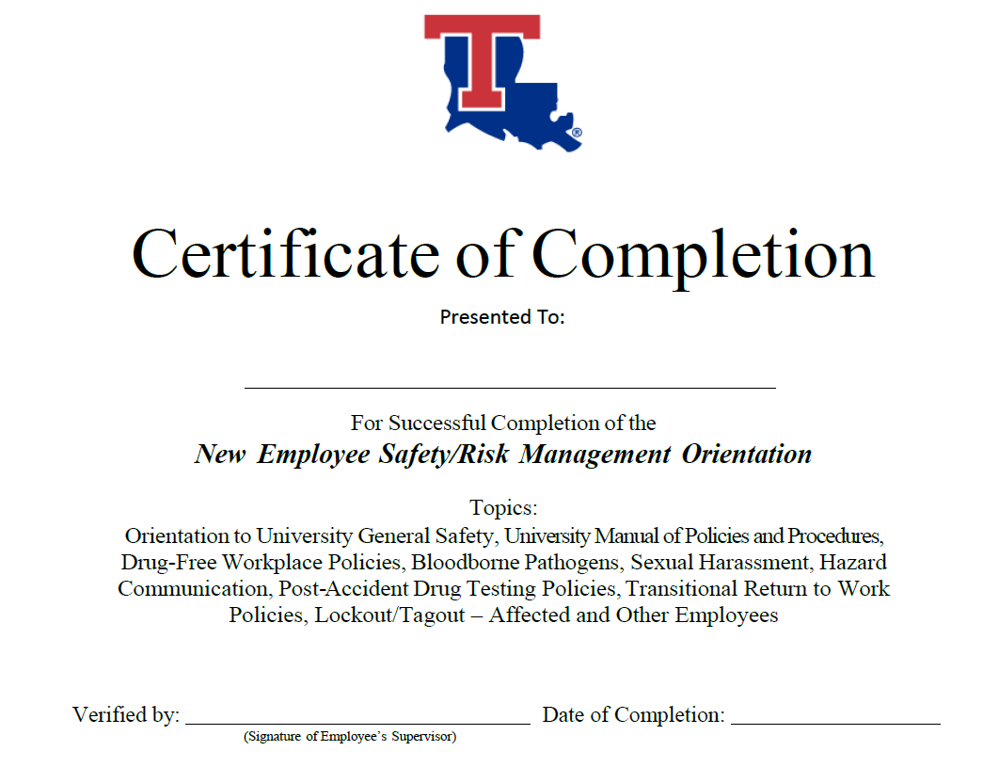 T
®
Certificate of Completion
Presented To:
For Successful Completion of the
New Employee Safety/Risk Management Orientation
Topics:
Orientation to University General Safety, University Manual of Policies and Procedures,
Drug-Free Workplace Policies, Bloodborne Pathogens, Sexual Harassment, Hazard
Communication, Post-Accident Drug Testing Policies, Transitional Return to Work
Policies, Lockout/Tagout – Affected and Other Employees
Verified by: ______________________________ Date of Completion: __________________
(Signature of Employee’s Supervisor)